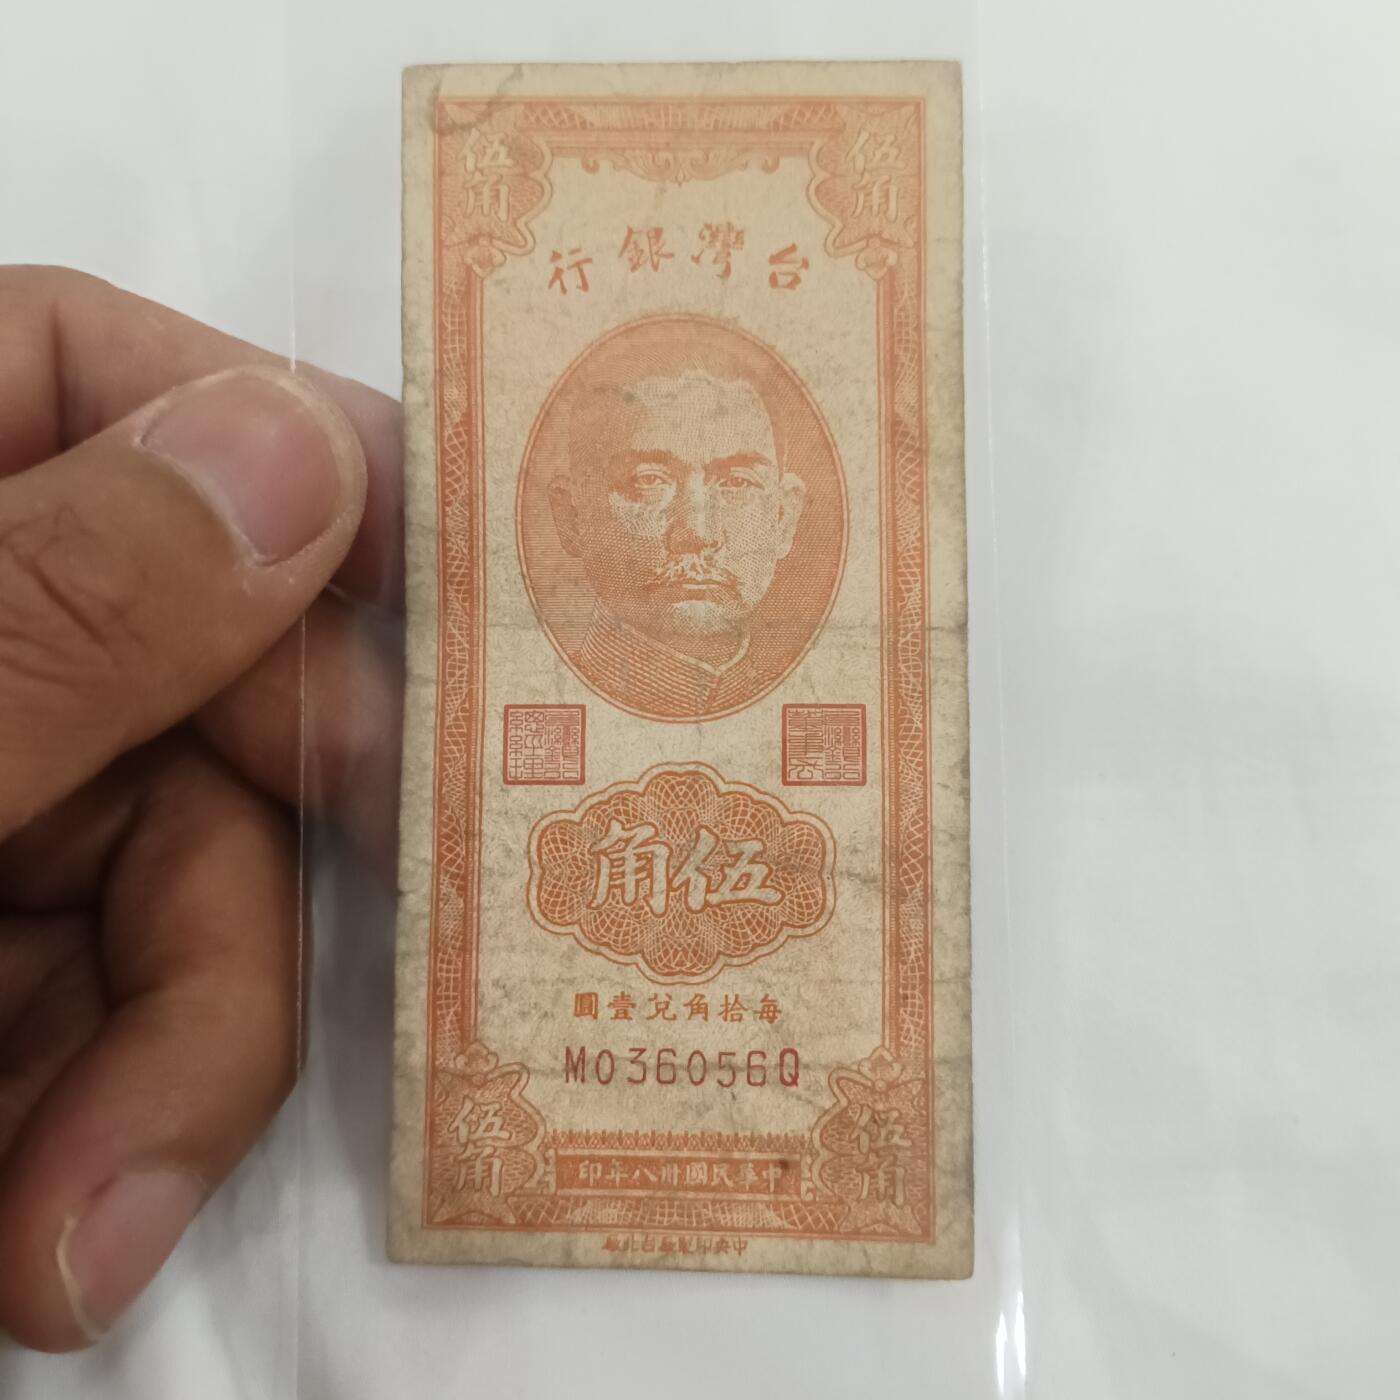 伍角 伍角
台灣銀行
伍角
每拾角兌壹圓
M036056Q
伍角 伍角
中華民國卅八年印
中央印製廠台北廠